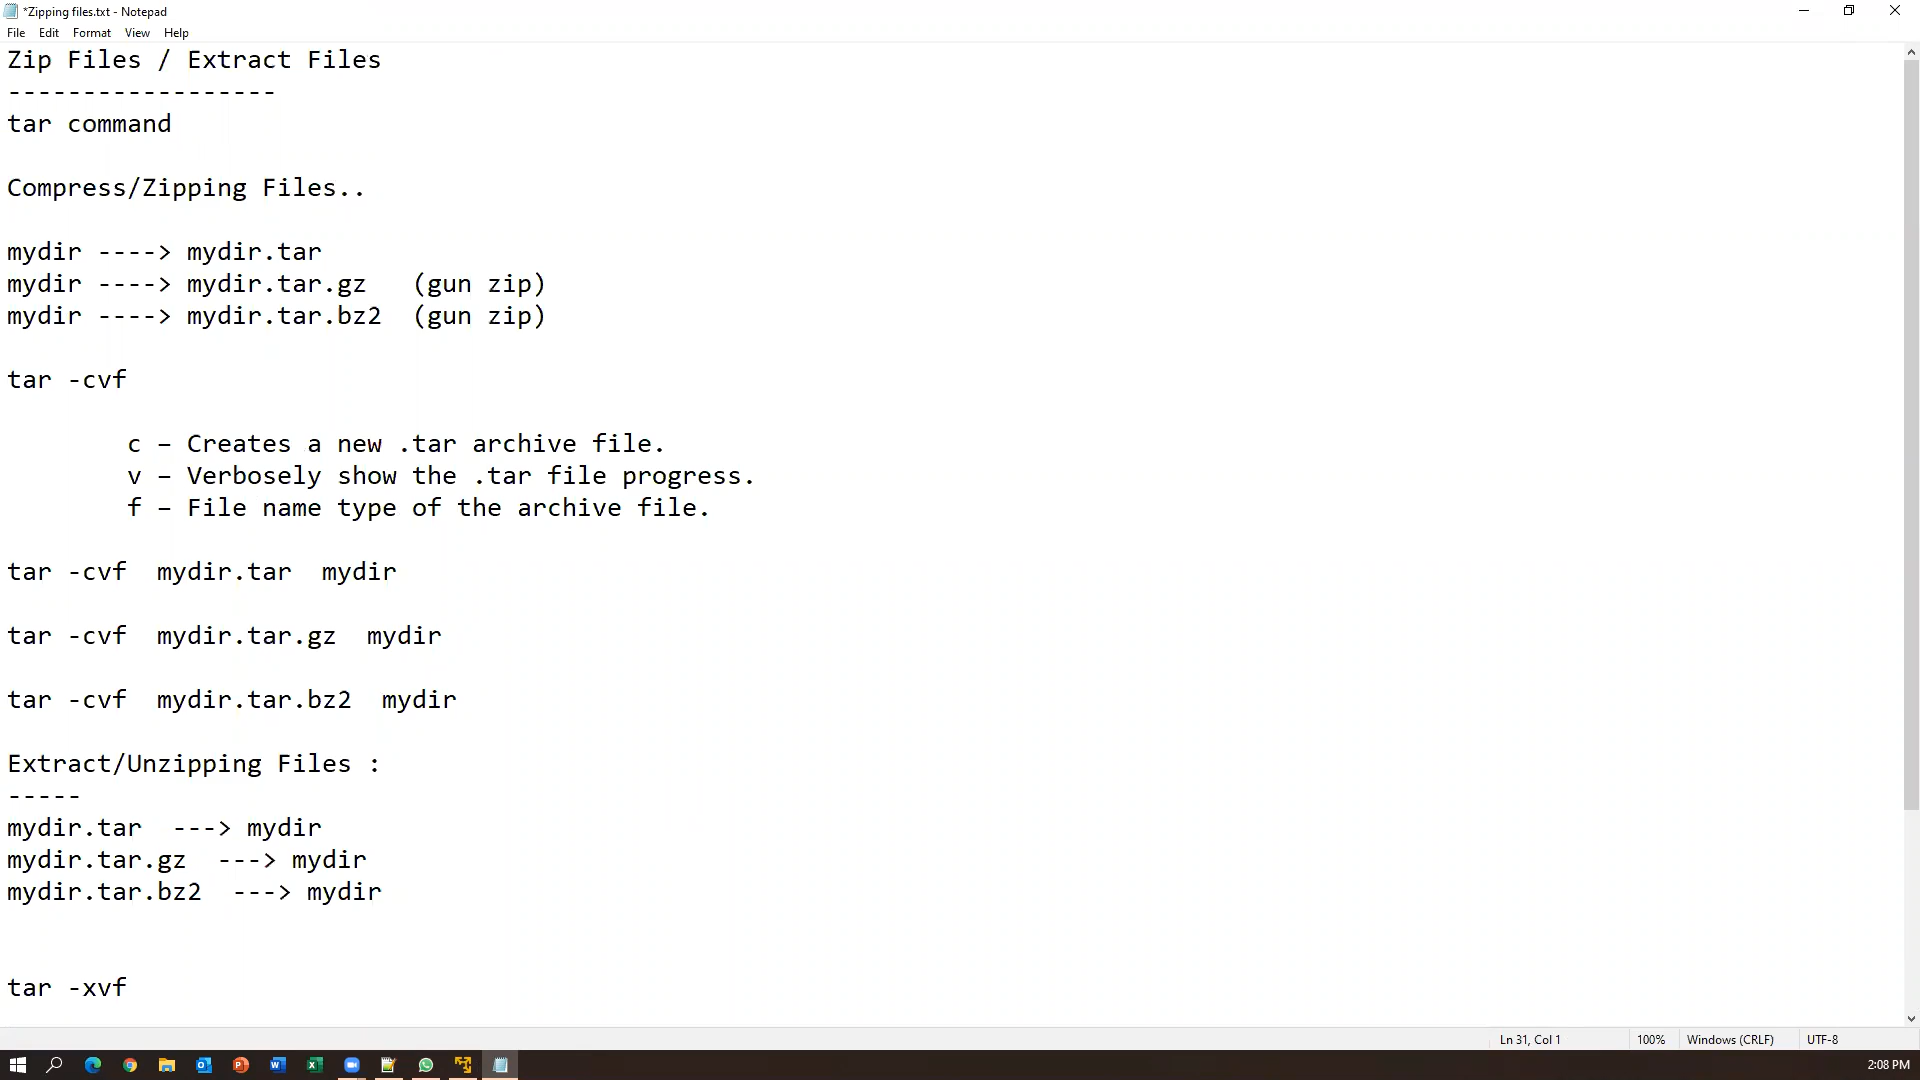 *Zipping files.txt - Notepad
File Edit Format View Help
Zip Files / Extract Files
------------------
tar command
Compress/Zipping Files..
mydir ----> mydir.tar
mydir ----> mydir.tar.gz   (gun zip)
mydir ----> mydir.tar.bz2  (gun zip)
tar -cvf
c – Creates a new .tar archive file.
v – Verbosely show the .tar file progress.
f – File name type of the archive file.
tar -cvf  mydir.tar  mydir
tar -cvf  mydir.tar.gz  mydir
tar -cvf  mydir.tar.bz2  mydir
Extract/Unzipping Files :
-----
mydir.tar  ---> mydir
mydir.tar.gz  ---> mydir
mydir.tar.bz2  ---> mydir
tar -xvf
Ln 31, Col 1 100% Windows (CRLF) UTF-8
2:08 PM